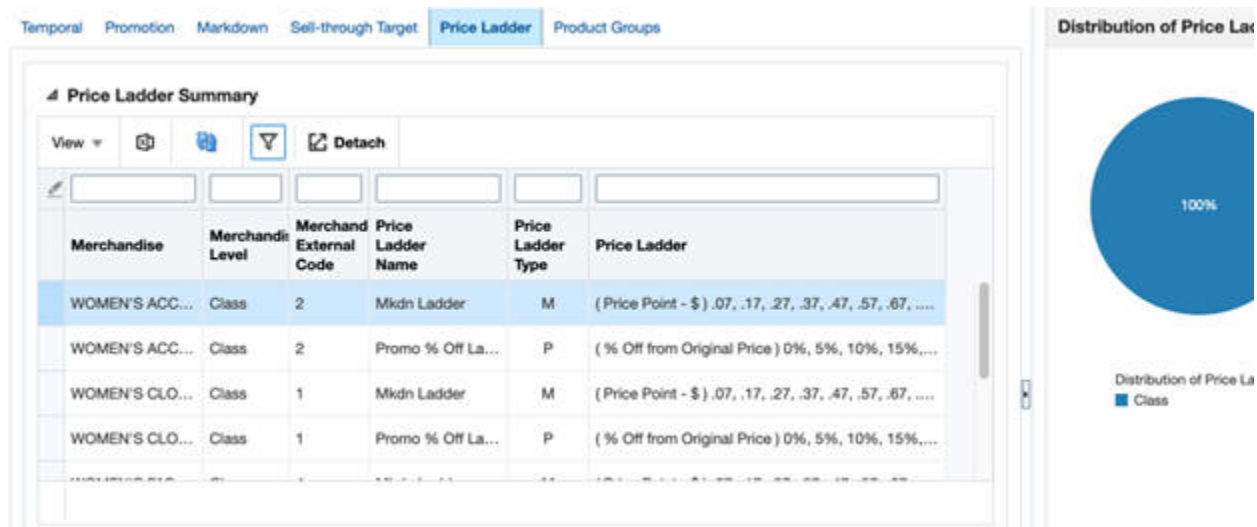 Temporal Promotion Markdown Sell-through Target Price Ladder Product Groups
Distribution of Price Lad
Price Ladder Summary
View Detach
Merchandise Merchandis Level Merchand External Code Price Ladder Name Price Ladder Type Price Ladder
WOMEN'S ACC... Class 2 Mkdn Ladder M ( Price Point - $ ) .07, .17, .27, .37, .47, .57, .67, ....
WOMEN'S ACC... Class 2 Promo % Off La... P ( % Off from Original Price ) 0%, 5%, 10%, 15%,...
WOMEN'S CLO... Class 1 Mkdn Ladder M ( Price Point - $ ) .07, .17, .27, .37, .47, .57, .67, ....
WOMEN'S CLO... Class 1 Promo % Off La... P ( % Off from Original Price ) 0%, 5%, 10%, 15%,...
100%
Distribution of Price La
Class